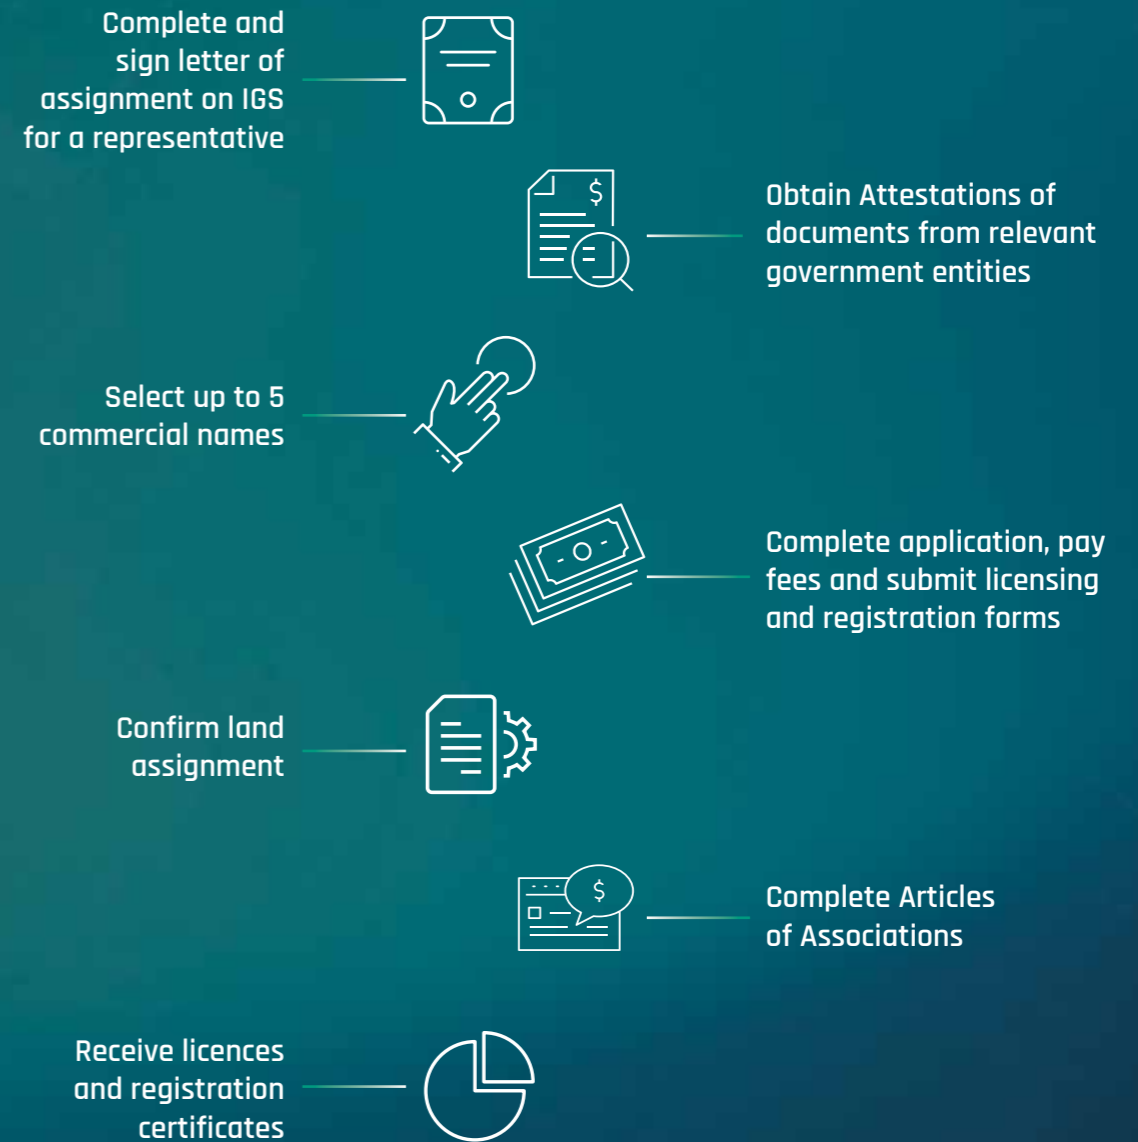 Complete and
sign letter of
assignment on IGS
for a representative
Obtain Attestations of
documents from relevant
government entities
Select up to 5
commercial names
Complete application, pay
fees and submit licensing
and registration forms
Confirm land
assignment
Complete Articles
of Associations
Receive licences
and registration
certificates